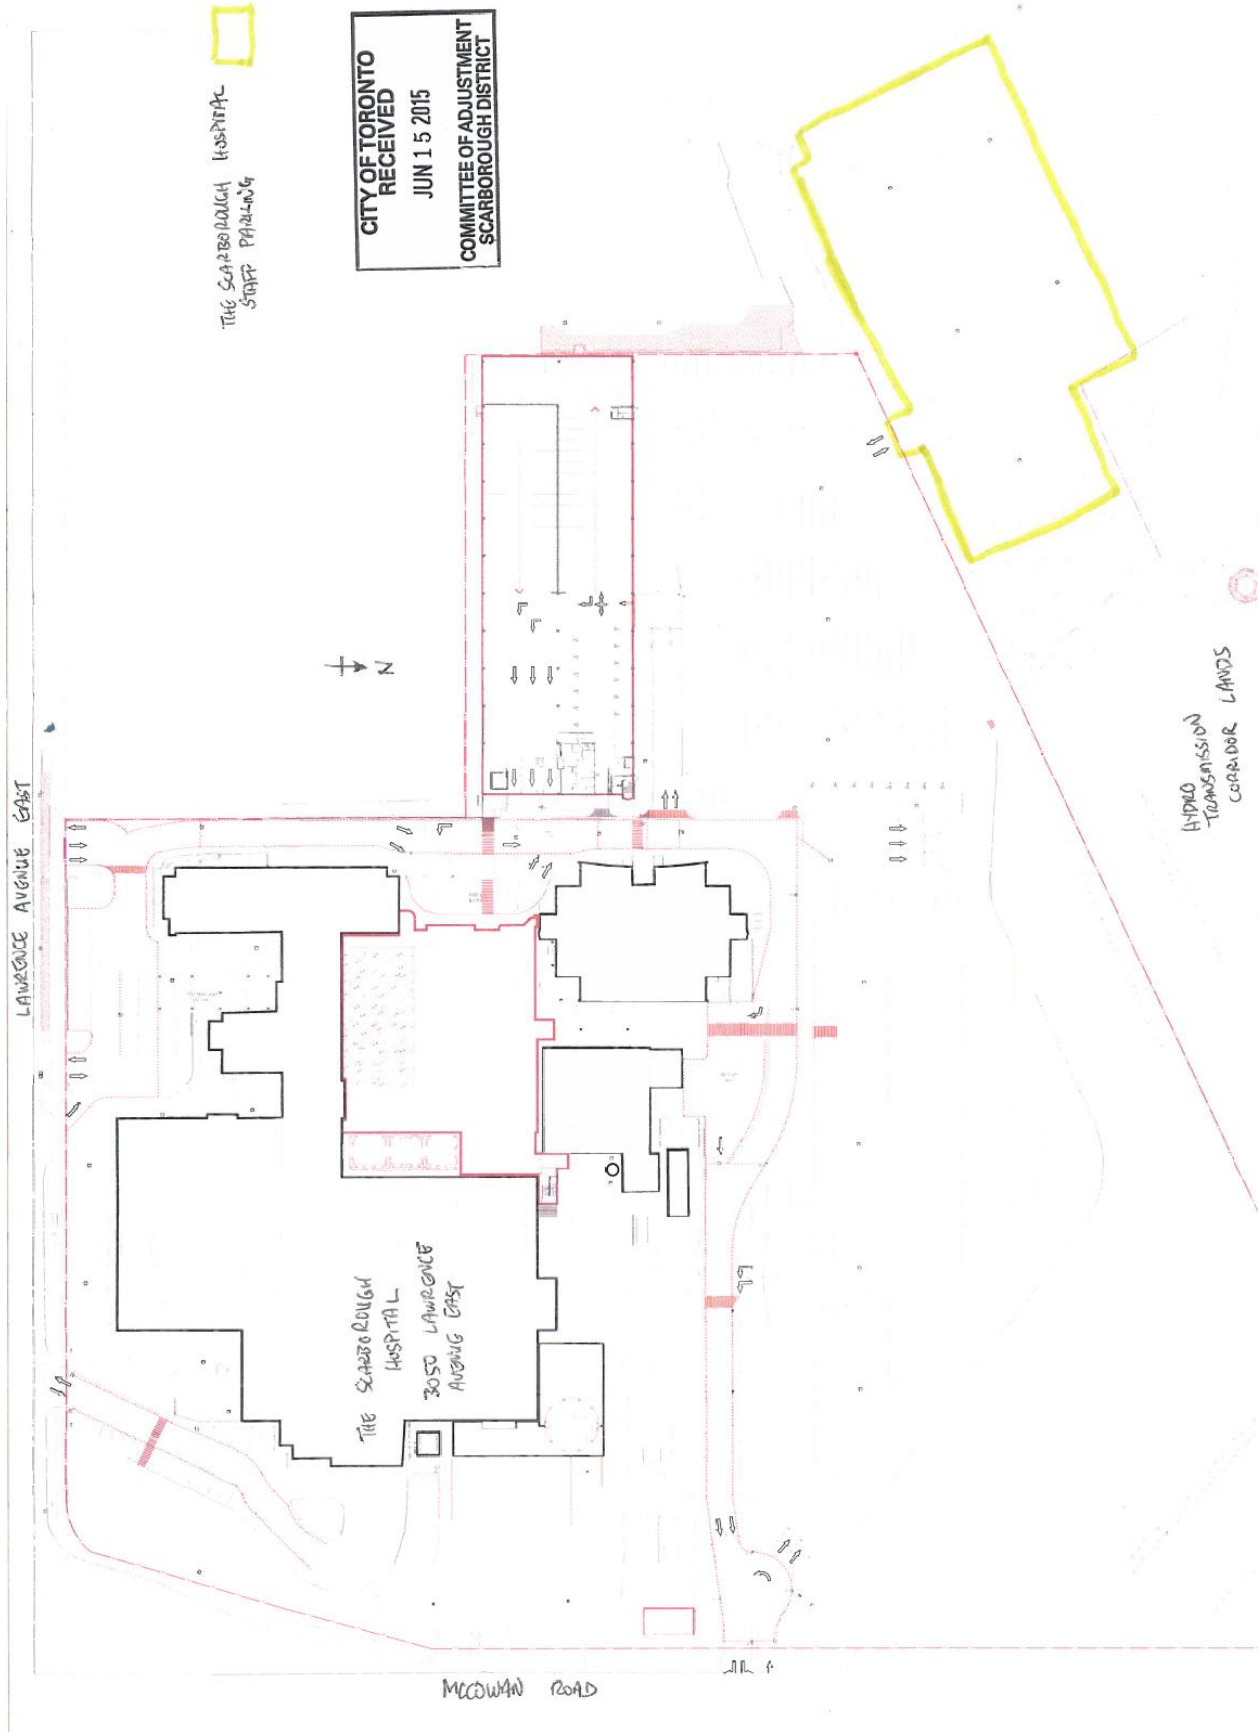 THE SCARBOROUGH HOSPITAL
STAFF PARKING
CITY OF TORONTO
RECEIVED
JUN 15 2015
COMMITTEE OF ADJUSTMENT
SCARBOROUGH DISTRICT
N
LAWRENCE AVENUE EAST
HYDRO
TRANSMISSION
CORRIDOR LANDS
THE SCARBOROUGH
HOSPITAL
3050 LAWRENCE
AVENUE EAST
MCCOWAN ROAD